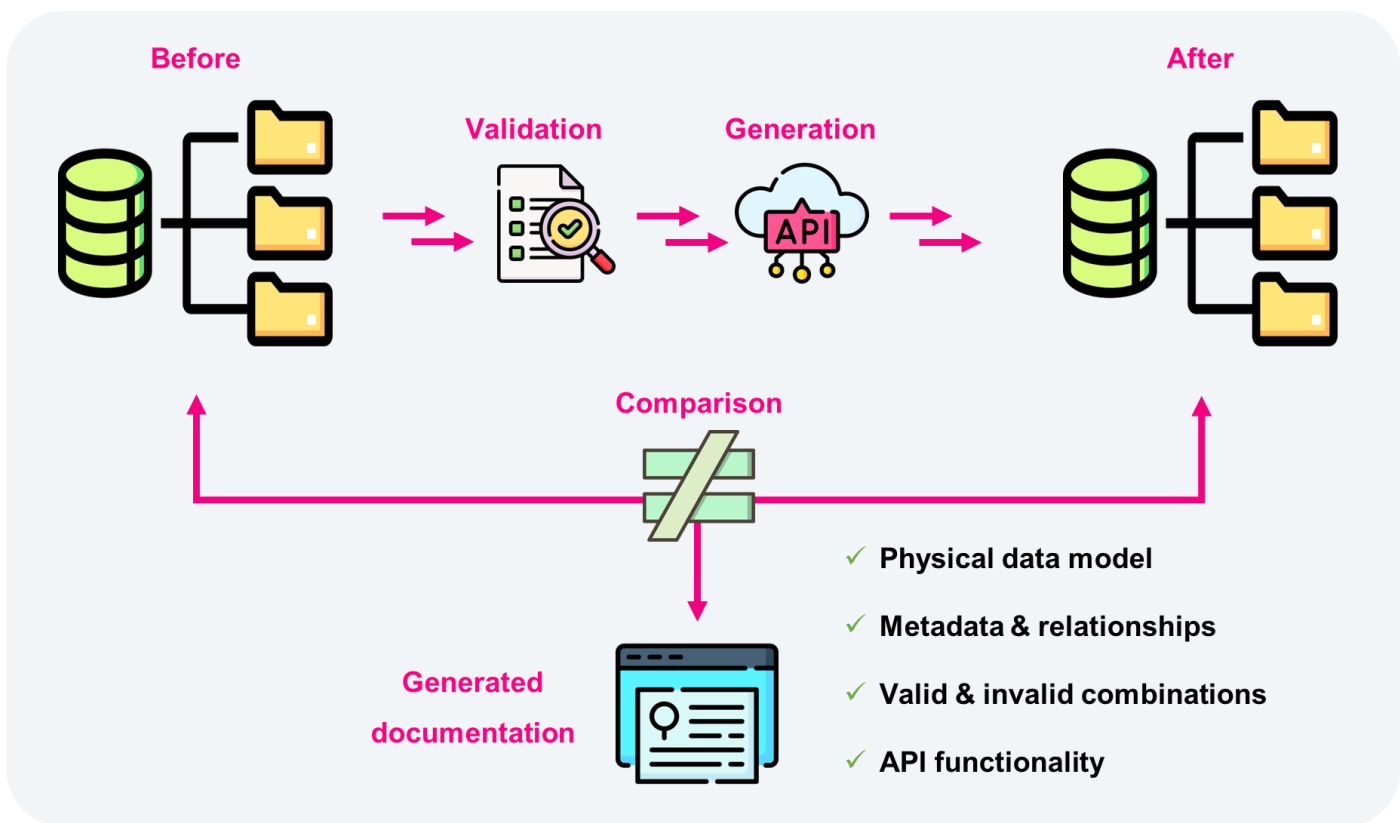 Before
After
Validation
Generation
API
Comparison
Physical data model
Metadata & relationships
Valid & invalid combinations
API functionality
Generated
documentation